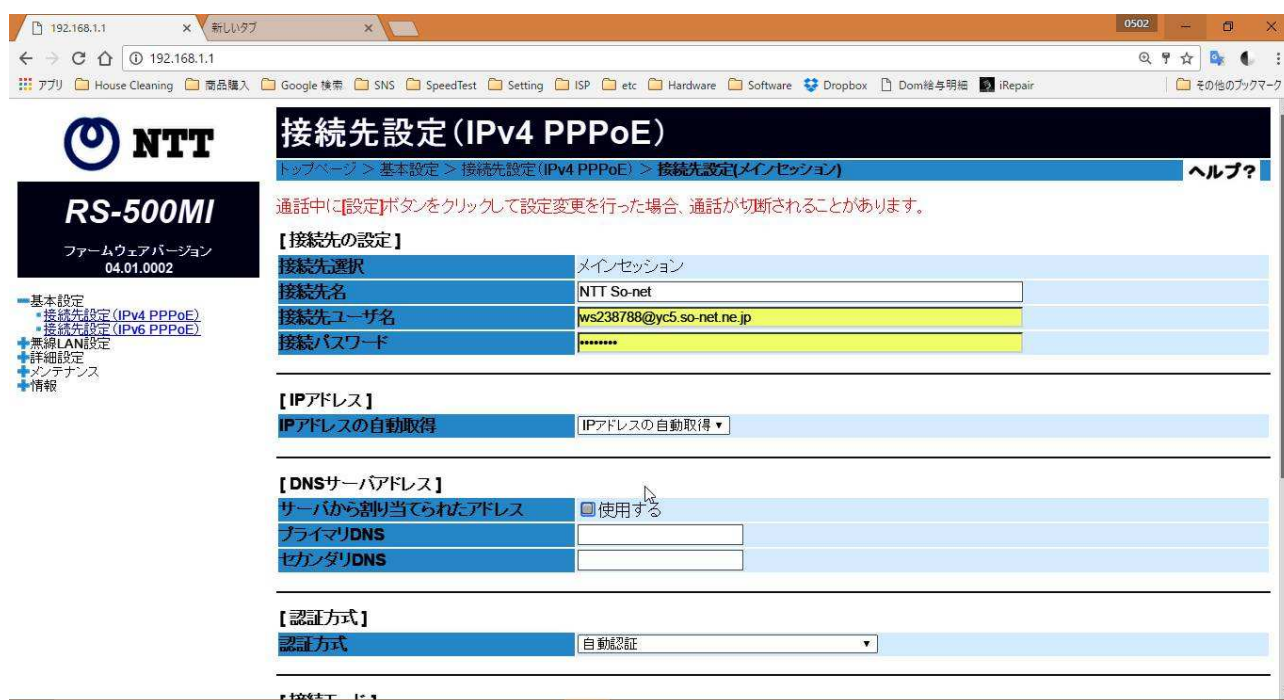 192.168.1.1
新しいタブ
0502
192.168.1.1
アプリ House Cleaning 商品購入 Google 検索 SNS SpeedTest Setting ISP etc Hardware Software Dropbox Dom給与明細 iRepair その他のブックマーク
NTT
接続先設定(IPv4 PPPoE)
トップページ > 基本設定 > 接続先設定(IPv4 PPPoE) > 接続先設定(メインセッション)
ヘルプ?
RS-500MI
ファームウェアバージョン
04.01.0002
基本設定
接続先設定(IPv4 PPPoE)
接続先設定(IPv6 PPPoE)
無線LAN設定
詳細設定
メンテナンス
情報
通話中に[設定]ボタンをクリックして設定変更を行った場合、通話が切断されることがあります。
[接続先の設定]
接続先選択 メインセッション
接続先名 NTT So-net
接続先ユーザ名 ws238788@yc5.so-net.ne.jp
接続パスワード ••••••••
[IPアドレス]
IPアドレスの自動取得 IPアドレスの自動取得
[DNSサーバアドレス]
サーバから割り当てられたアドレス 使用する
プライマリDNS
セカンダリDNS
[認証方式]
認証方式 自動認証
[接続モード]